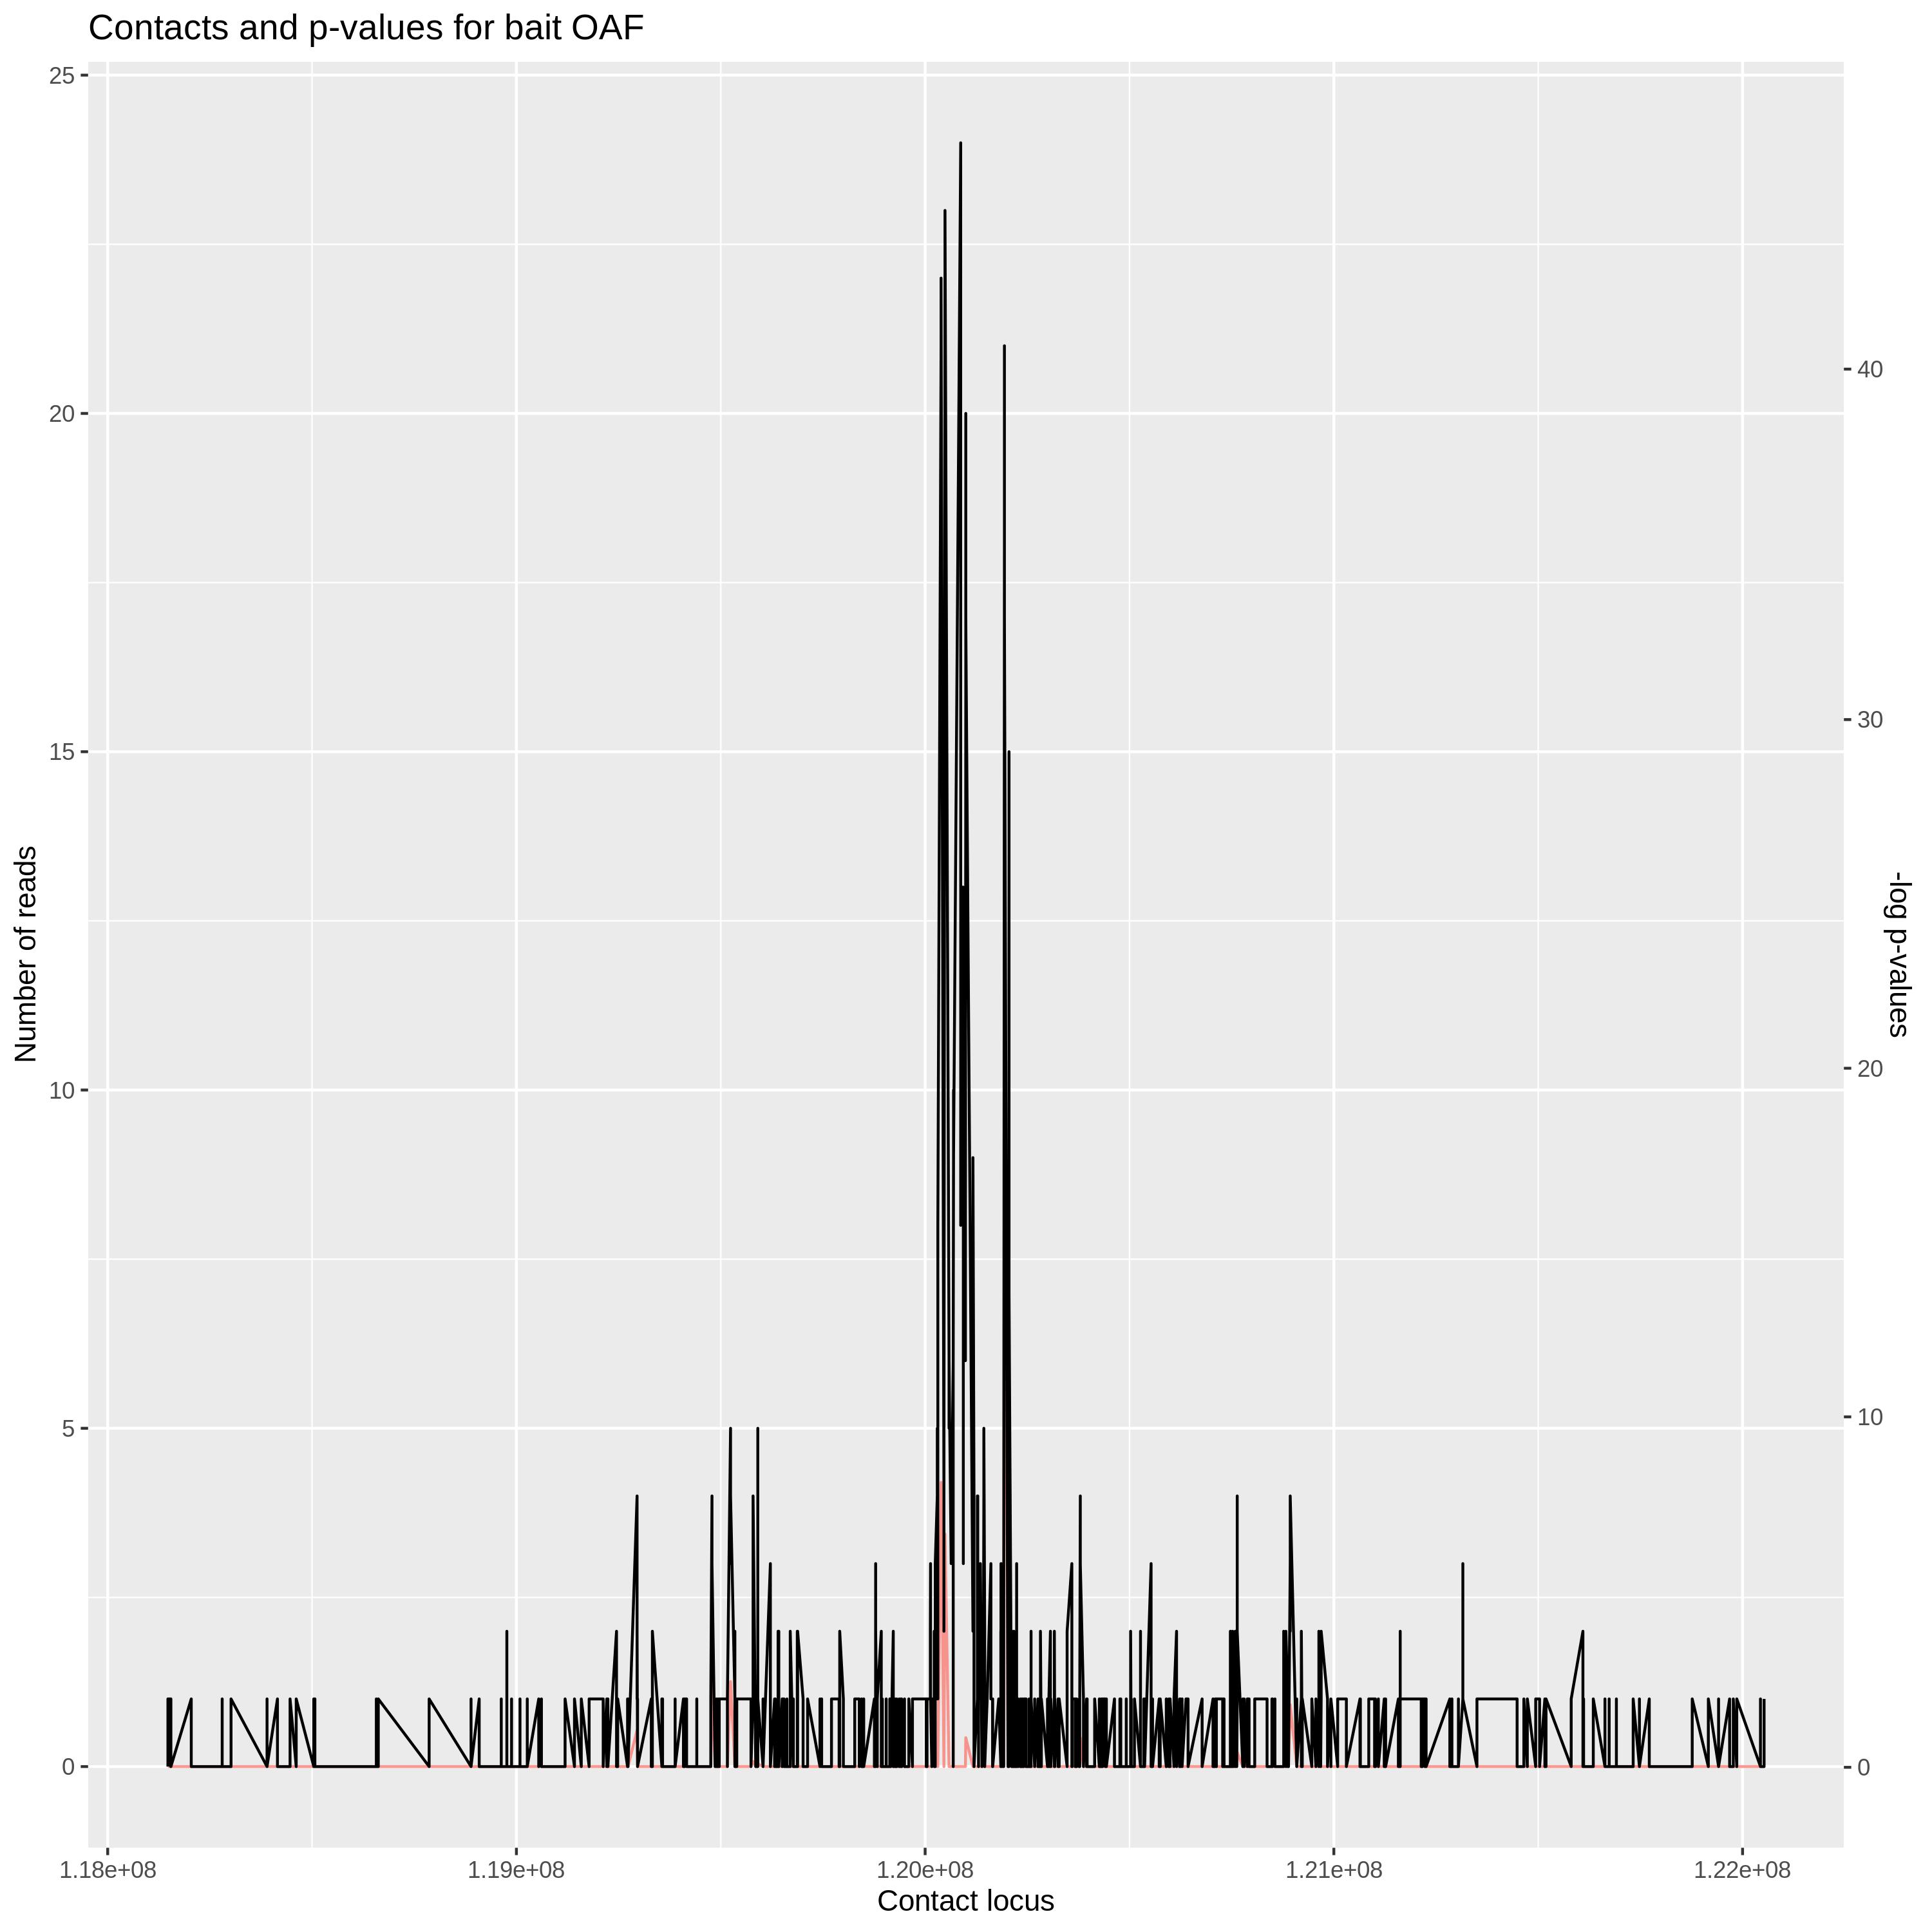 Contacts and p-values for bait OAF
25
20
15
10
5
0
Number of reads
40
30
20
10
0
-log p-values
1.18e+08 1.19e+08 1.20e+08 1.21e+08 1.22e+08
Contact locus